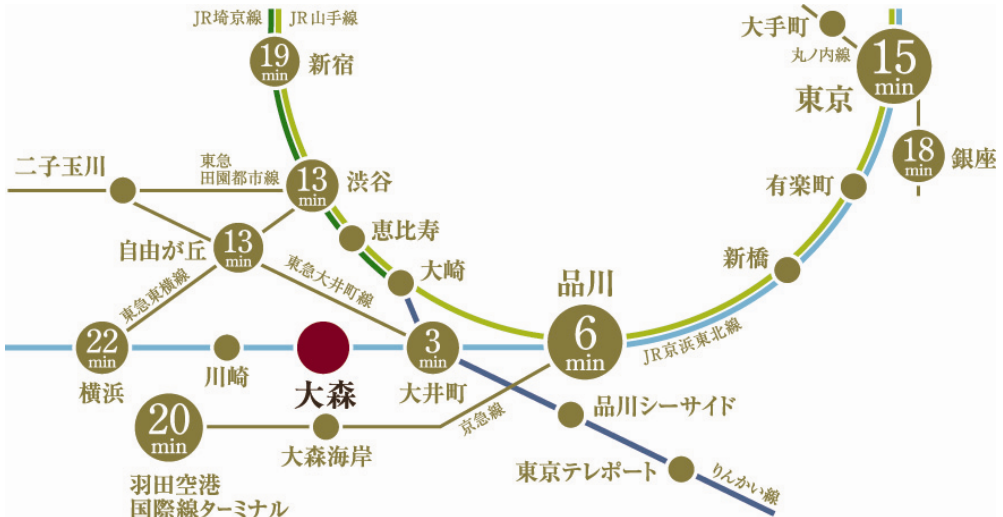 JR埼京線
JR山手線
19
min
新宿
大手町
丸ノ内線
15
min
東京
18
min
銀座
二子玉川
東急
田園都市線
13
min
渋谷
有楽町
自由が丘
13
min
恵比寿
東急東横線
東急大井町線
大崎
品川
新橋
6
min
JR京浜東北線
22
min
横浜
川崎
大森
3
min
大井町
20
min
羽田空港
国際線ターミナル
大森海岸
京急線
品川シーサイド
東京テレポート
りんかい線